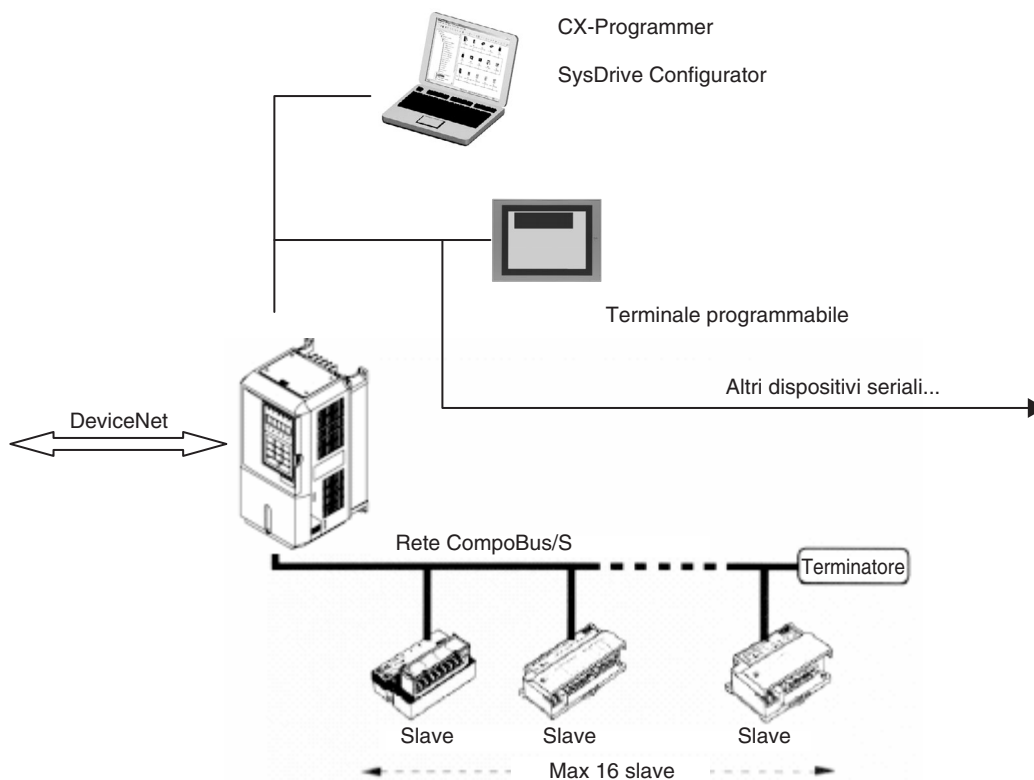 CX-Programmer
SysDrive Configurator
Terminale programmabile
Altri dispositivi seriali...
DeviceNet
Rete CompoBus/S
Terminatore
Slave
Slave
Slave
Max 16 slave